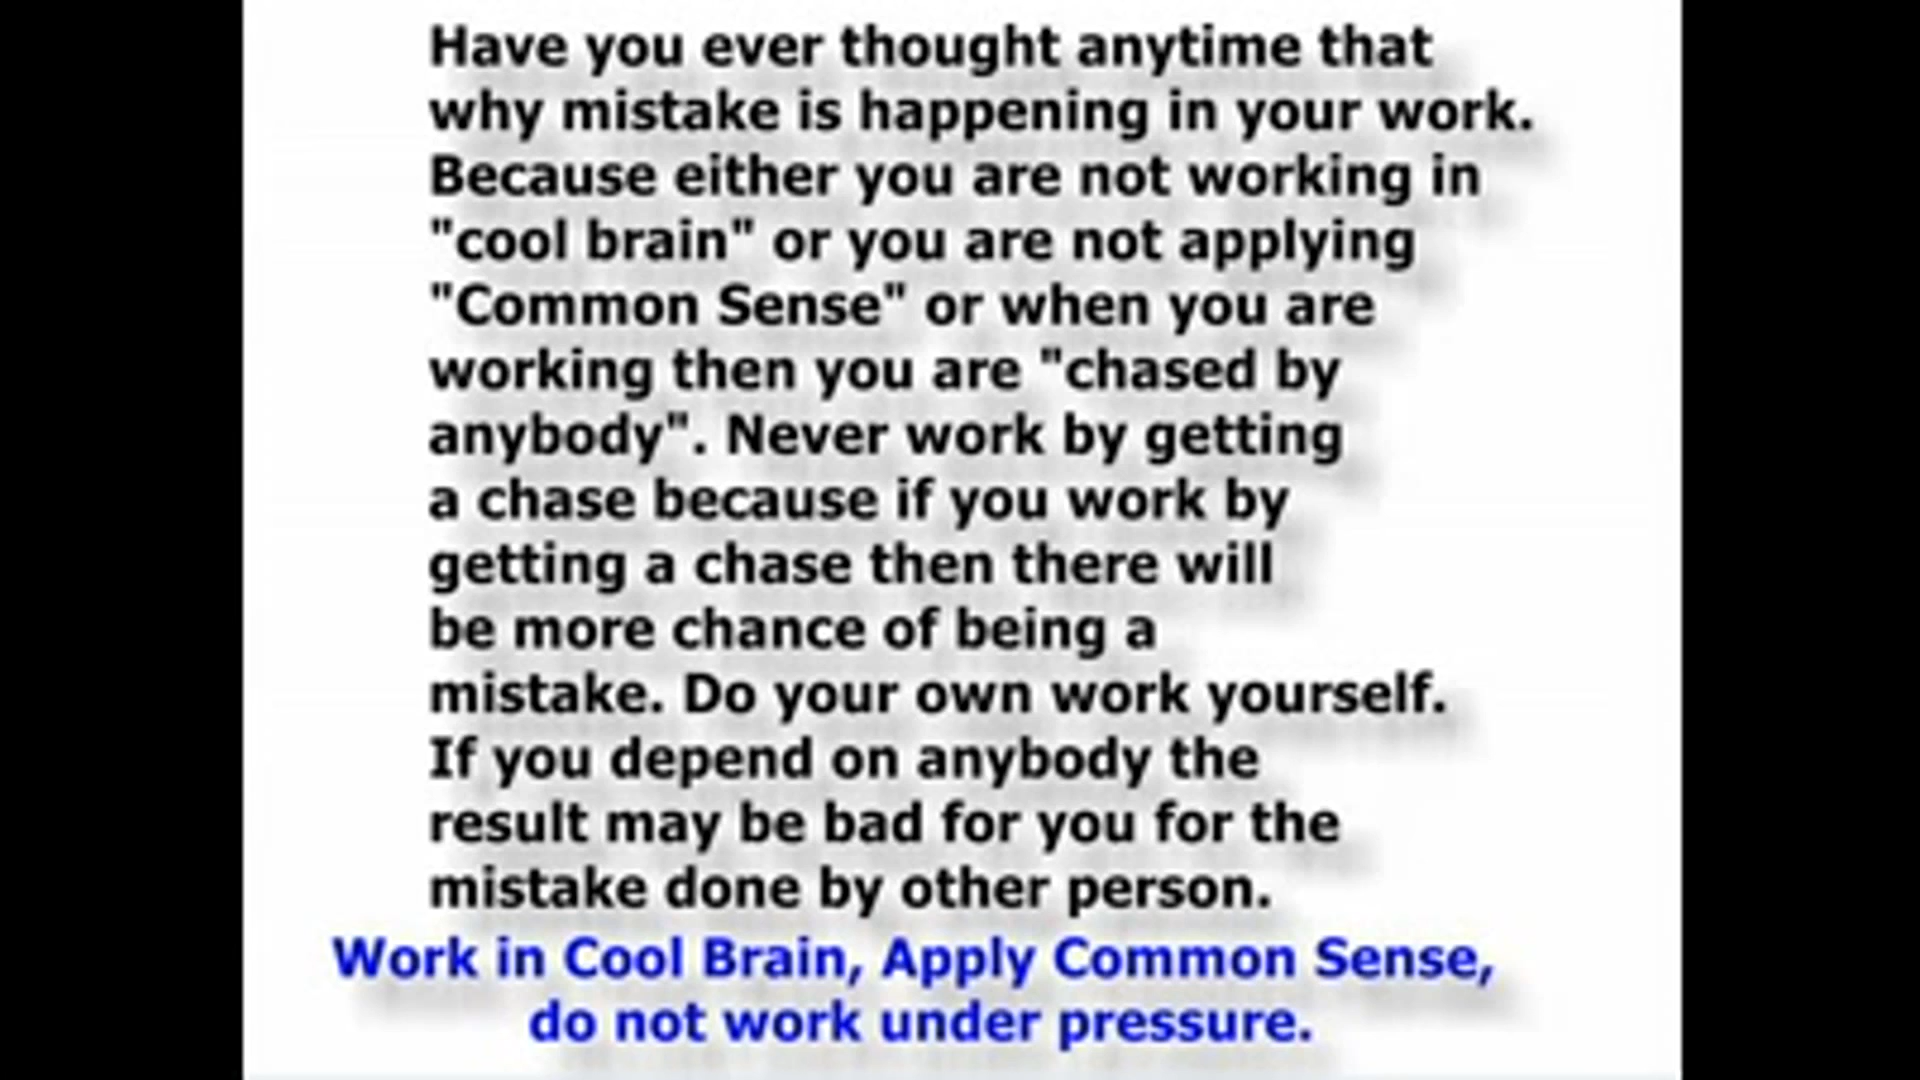 Have you ever thought anytime that
why mistake is happening in your work.
Because either you are not working in
"cool brain" or you are not applying
"Common Sense" or when you are
working then you are "chased by
anybody". Never work by getting
a chase because if you work by
getting a chase then there will
be more chance of being a
mistake. Do your own work yourself.
If you depend on anybody the
result may be bad for you for the
mistake done by other person.
Work in Cool Brain, Apply Common Sense,
do not work under pressure.